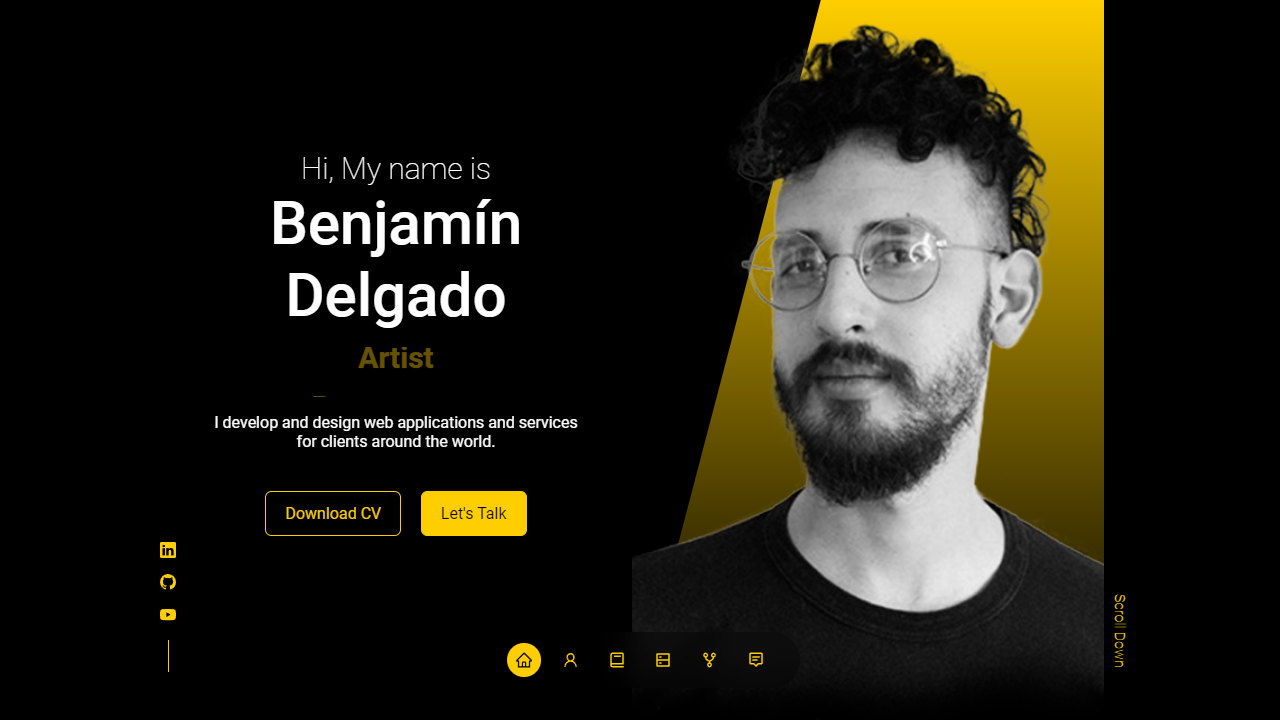 Hi, My name is
Benjamín
Delgado
Artist
I develop and design web applications and services
for clients around the world.
Download CV
Let's Talk
Scroll Down